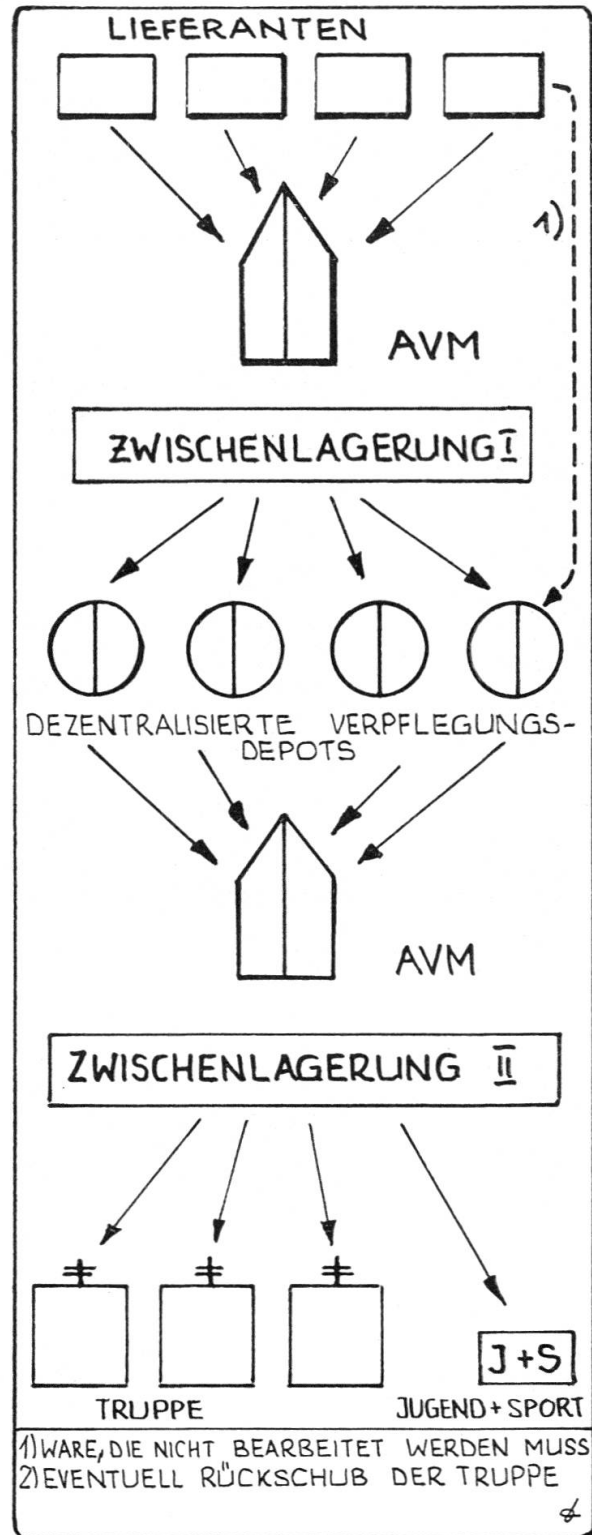 LIEFERANTEN
1)
AVM
ZWISCHENLAGERUNG I
DEZENTRALISIERTE VERPFLEGUNGS-
DEPOTS
AVM
ZWISCHENLAGERUNG II
J+S
TRUPPE JUGEND+SPORT
1) WARE, DIE NICHT BEARBEITET WERDEN MUSS
2) EVENTUELL RÜCKSCHUB DER TRUPPE